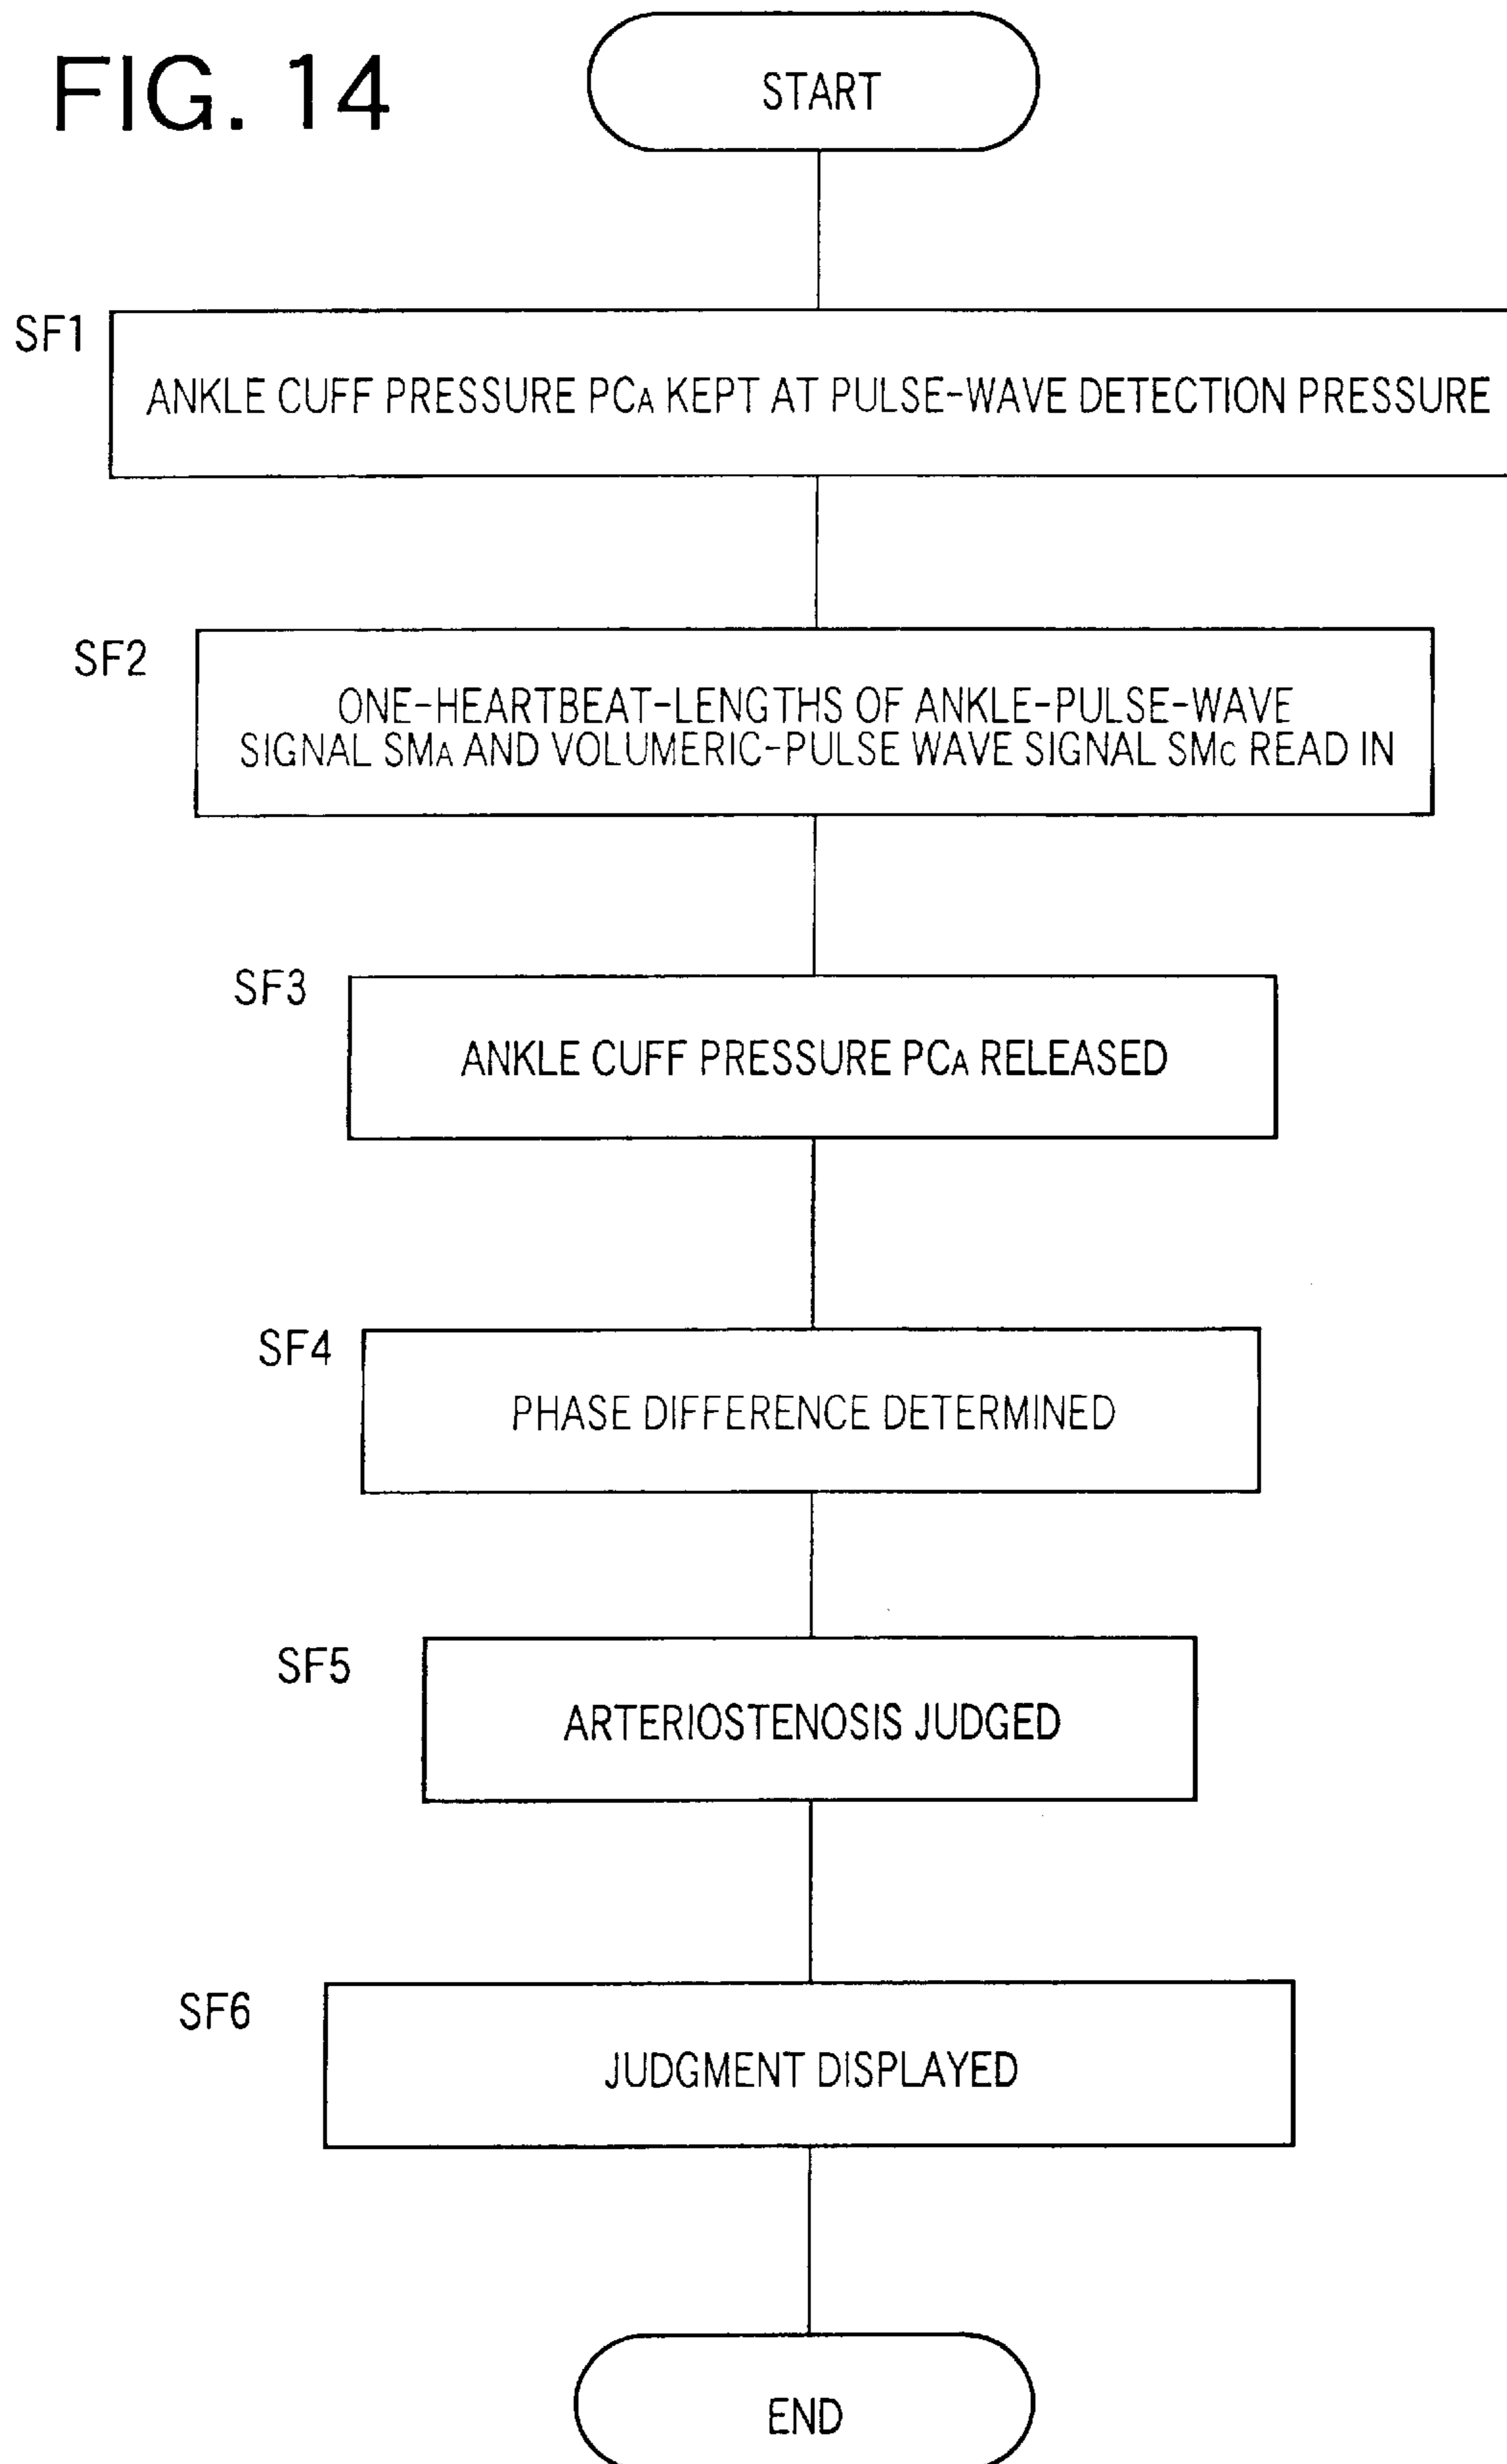 FIG. 14
START
SF1
ANKLE CUFF PRESSURE PCA KEPT AT PULSE-WAVE DETECTION PRESSURE
SF2
ONE-HEARTBEAT-LENGTHS OF ANKLE-PULSE-WAVE
SIGNAL SMA AND VOLUMERIC-PULSE WAVE SIGNAL SMC READ IN
SF3
ANKLE CUFF PRESSURE PCA RELEASED
SF4
PHASE DIFFERENCE DETERMINED
SF5
ARTERIOSTENOSIS JUDGED
SF6
JUDGMENT DISPLAYED
END